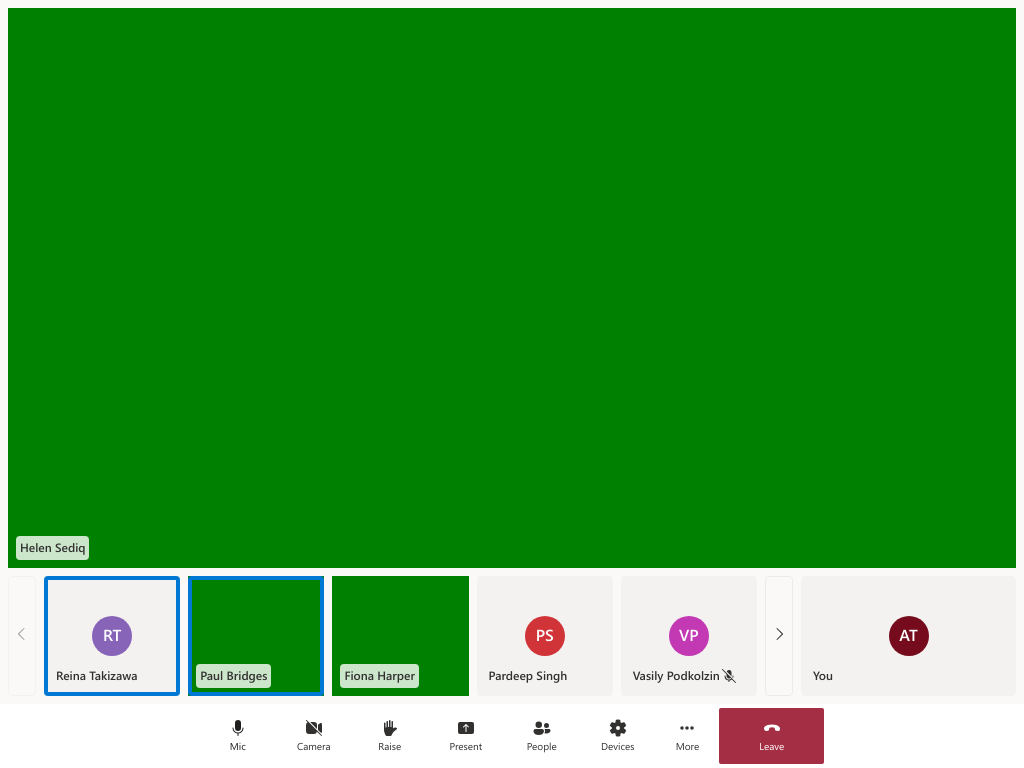 Helen Sediq
RT
Reina Takizawa
Paul Bridges
Fiona Harper
PS
Pardeep Singh
VP
Vasily Podkolzin
AT
You
Mic
Camera
Raise
Present
People
Devices
More
Leave